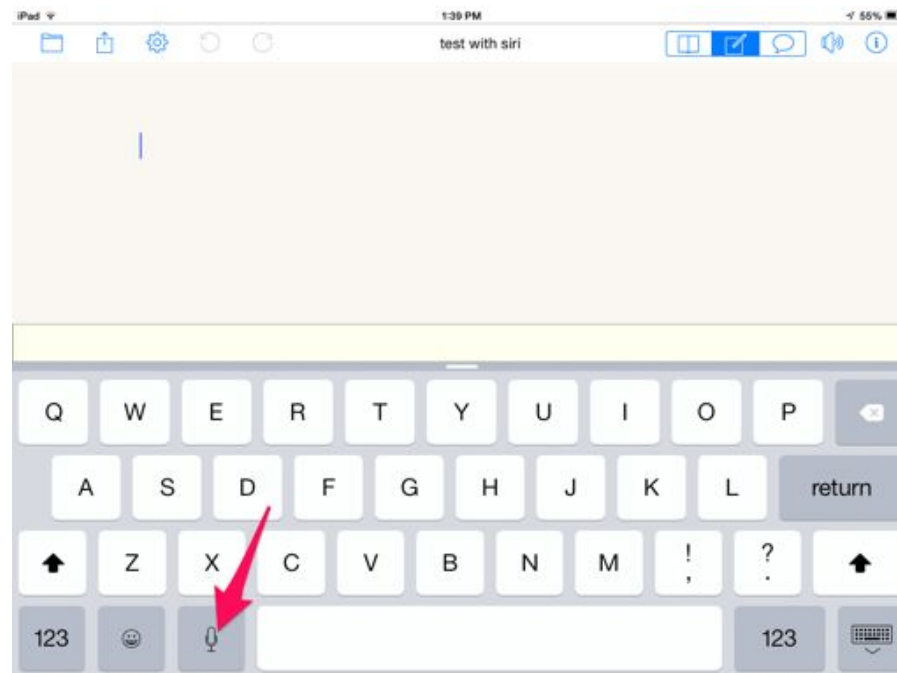 iPad 1:39 PM 55%
test with siri
Q W E R T Y U I O P
A S D F G H J K L return
Z X C V B N M ! , ? .
123 123